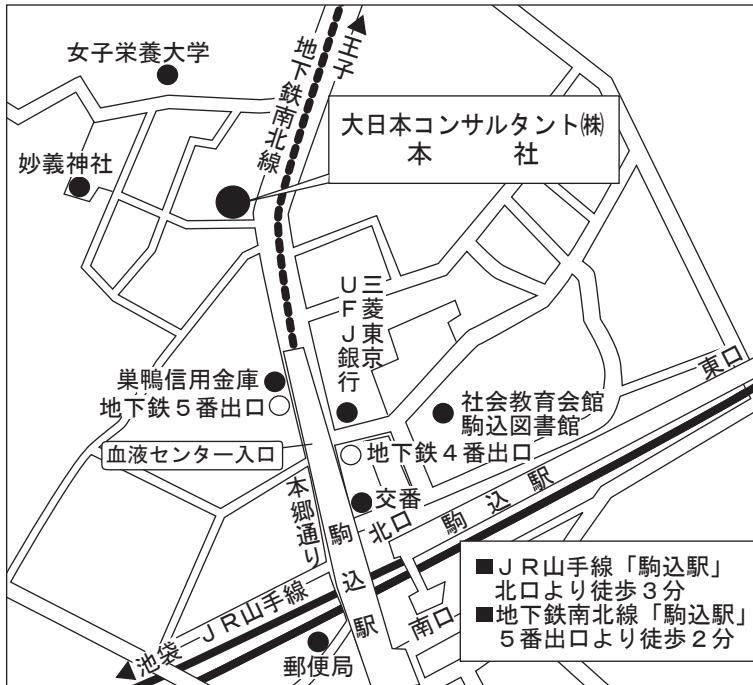 女子栄養大学
地下鉄南北線
王子
大日本コンサルタント㈱
本　　社
妙義神社
三菱東京
ＵＦＪ銀行
巣鴨信用金庫
地下鉄５番出口
社会教育会館
駒込図書館
東口
血液センター入口
地下鉄４番出口
本郷通り
交番
北口
駒込駅
駒込駅
ＪＲ山手線
池袋
南口
郵便局
■ＪＲ山手線「駒込駅」
北口より徒歩３分
■地下鉄南北線「駒込駅」
５番出口より徒歩２分